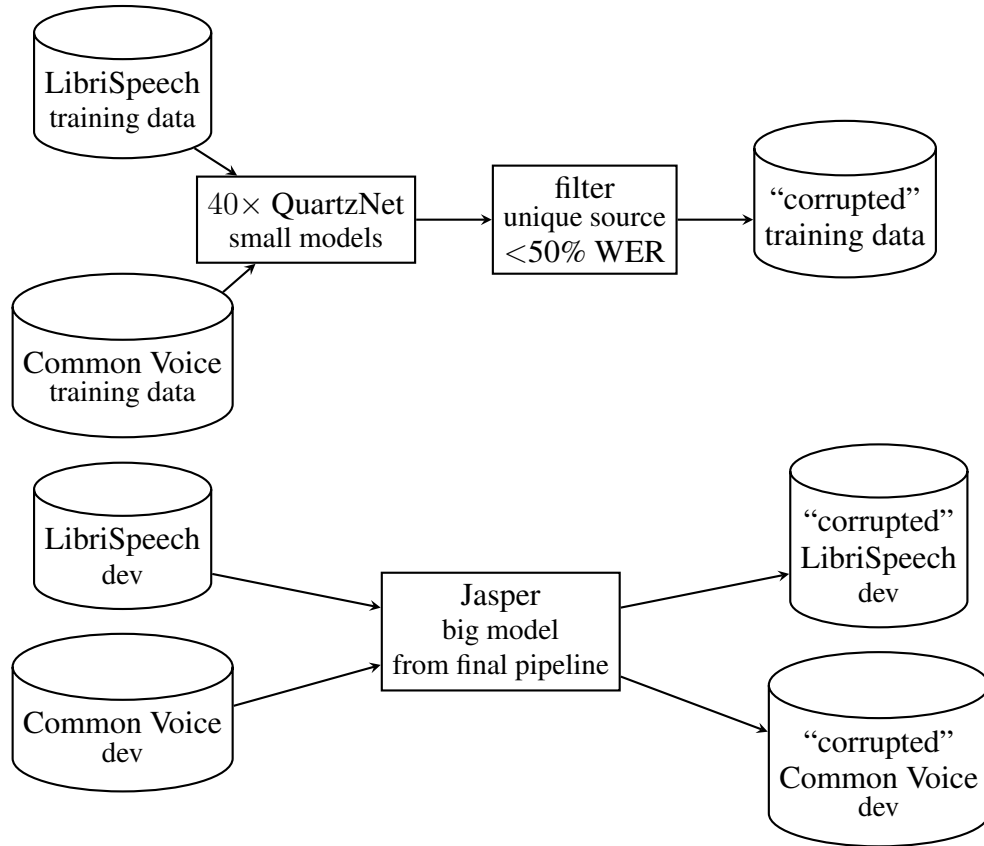 LibriSpeech
training data
40× QuartzNet
small models
filter
unique source
<50% WER
“corrupted”
training data
Common Voice
training data
LibriSpeech
dev
Common Voice
dev
Jasper
big model
from final pipeline
“corrupted”
LibriSpeech
dev
“corrupted”
Common Voice
dev